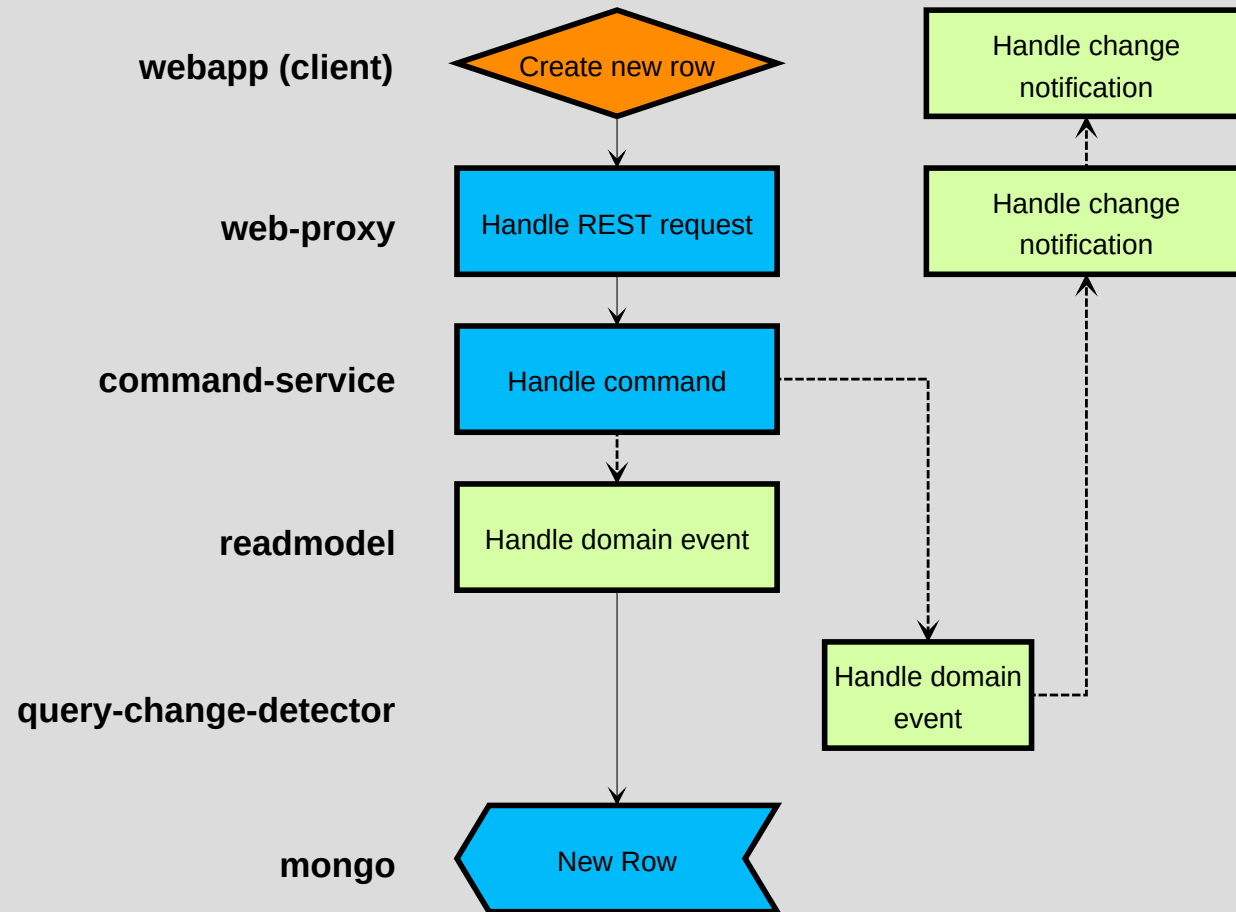 webapp (client)
Create new row
Handle change
notification
web-proxy
Handle REST request
Handle change
notification
command-service
Handle command
readmodel
Handle domain event
query-change-detector
Handle domain
event
mongo
New Row